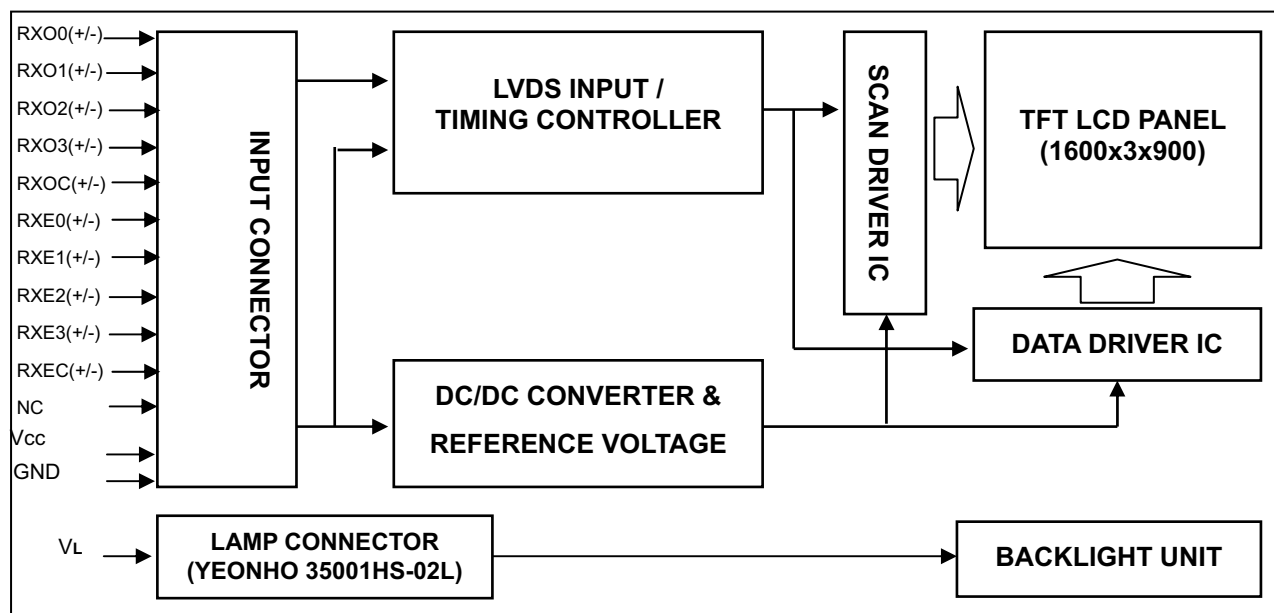 RXO0(+/-)
RXO1(+/-)
RXO2(+/-)
RXO3(+/-)
RXOC(+/-)
RXE0(+/-)
RXE1(+/-)
RXE2(+/-)
RXE3(+/-)
RXEC(+/-)
NC
Vcc
GND
VL
INPUT CONNECTOR
LVDS INPUT /
TIMING CONTROLLER
DC/DC CONVERTER &
REFERENCE VOLTAGE
SCAN DRIVER IC
TFT LCD PANEL
(1600x3x900)
DATA DRIVER IC
LAMP CONNECTOR
(YEONHO 35001HS-02L)
BACKLIGHT UNIT